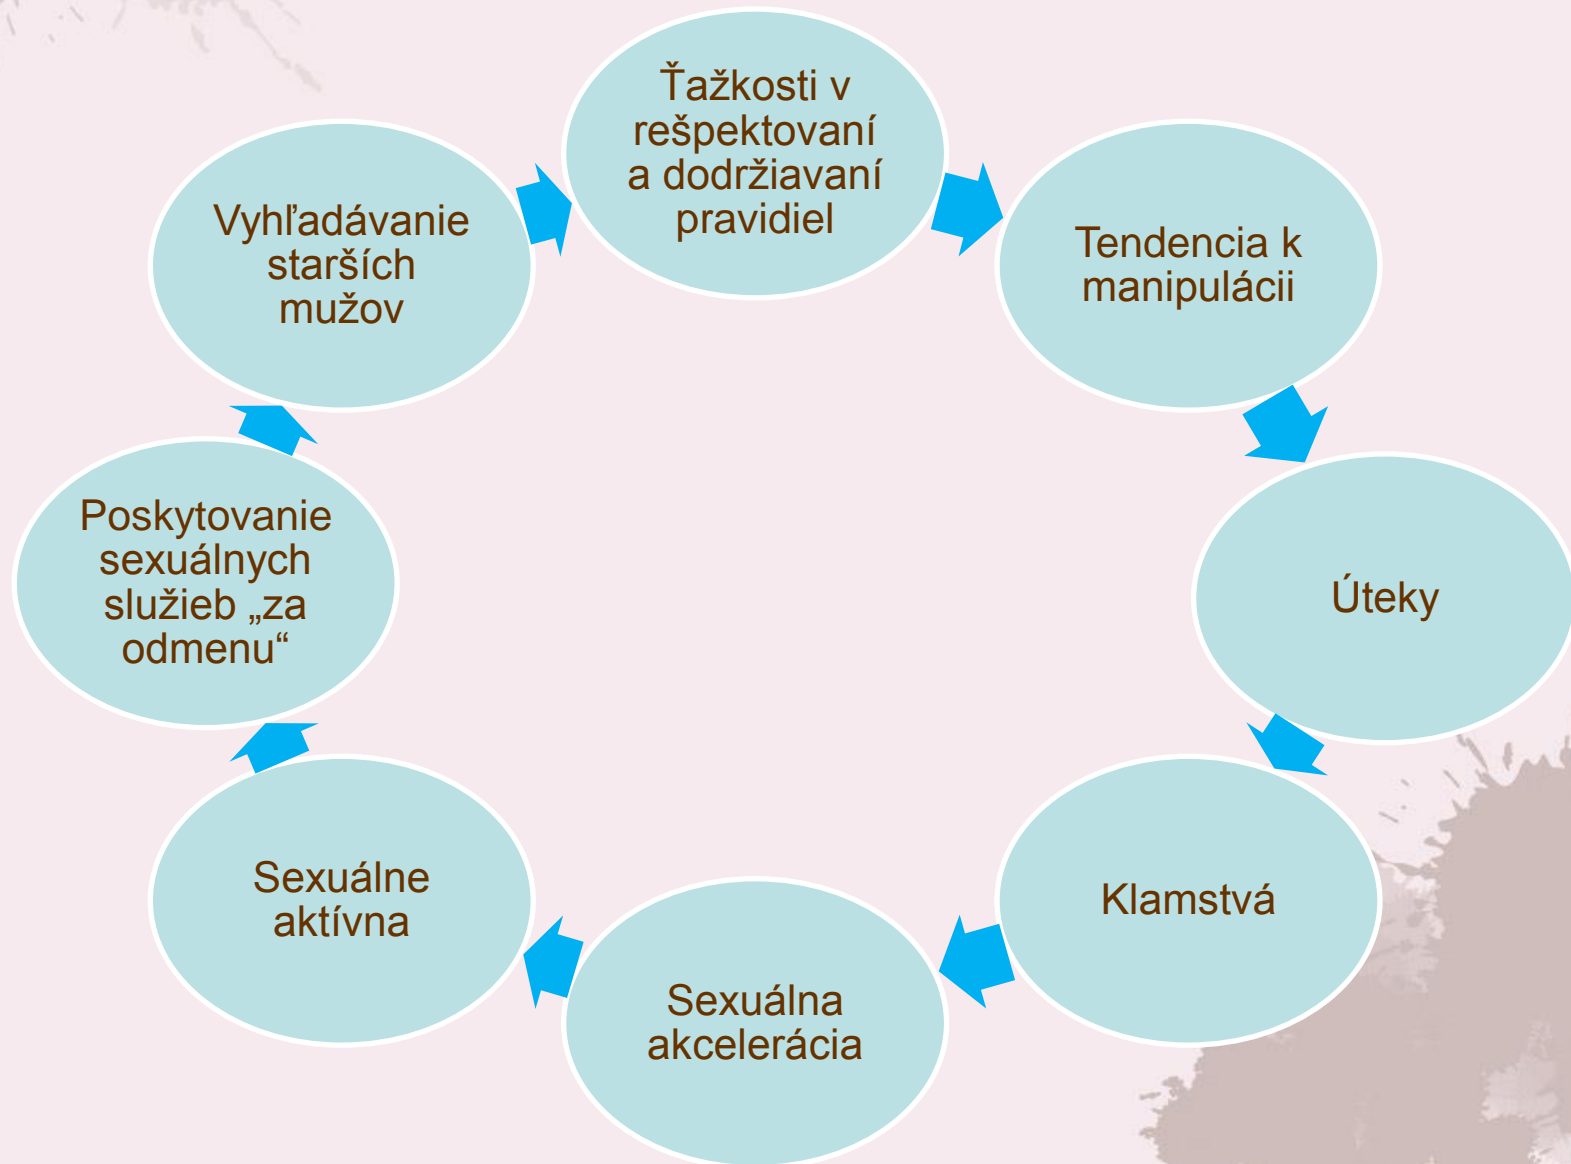 Ťažkosti v
rešpektovaní
a dodržiavaní
pravidiel
Tendencia k
manipulácii
Úteky
Klamstvá
Sexuálna
akcelerácia
Sexuálne
aktívna
Poskytovanie
sexuálnych
služieb „za
odmenu“
Vyhľadávanie
starších
mužov